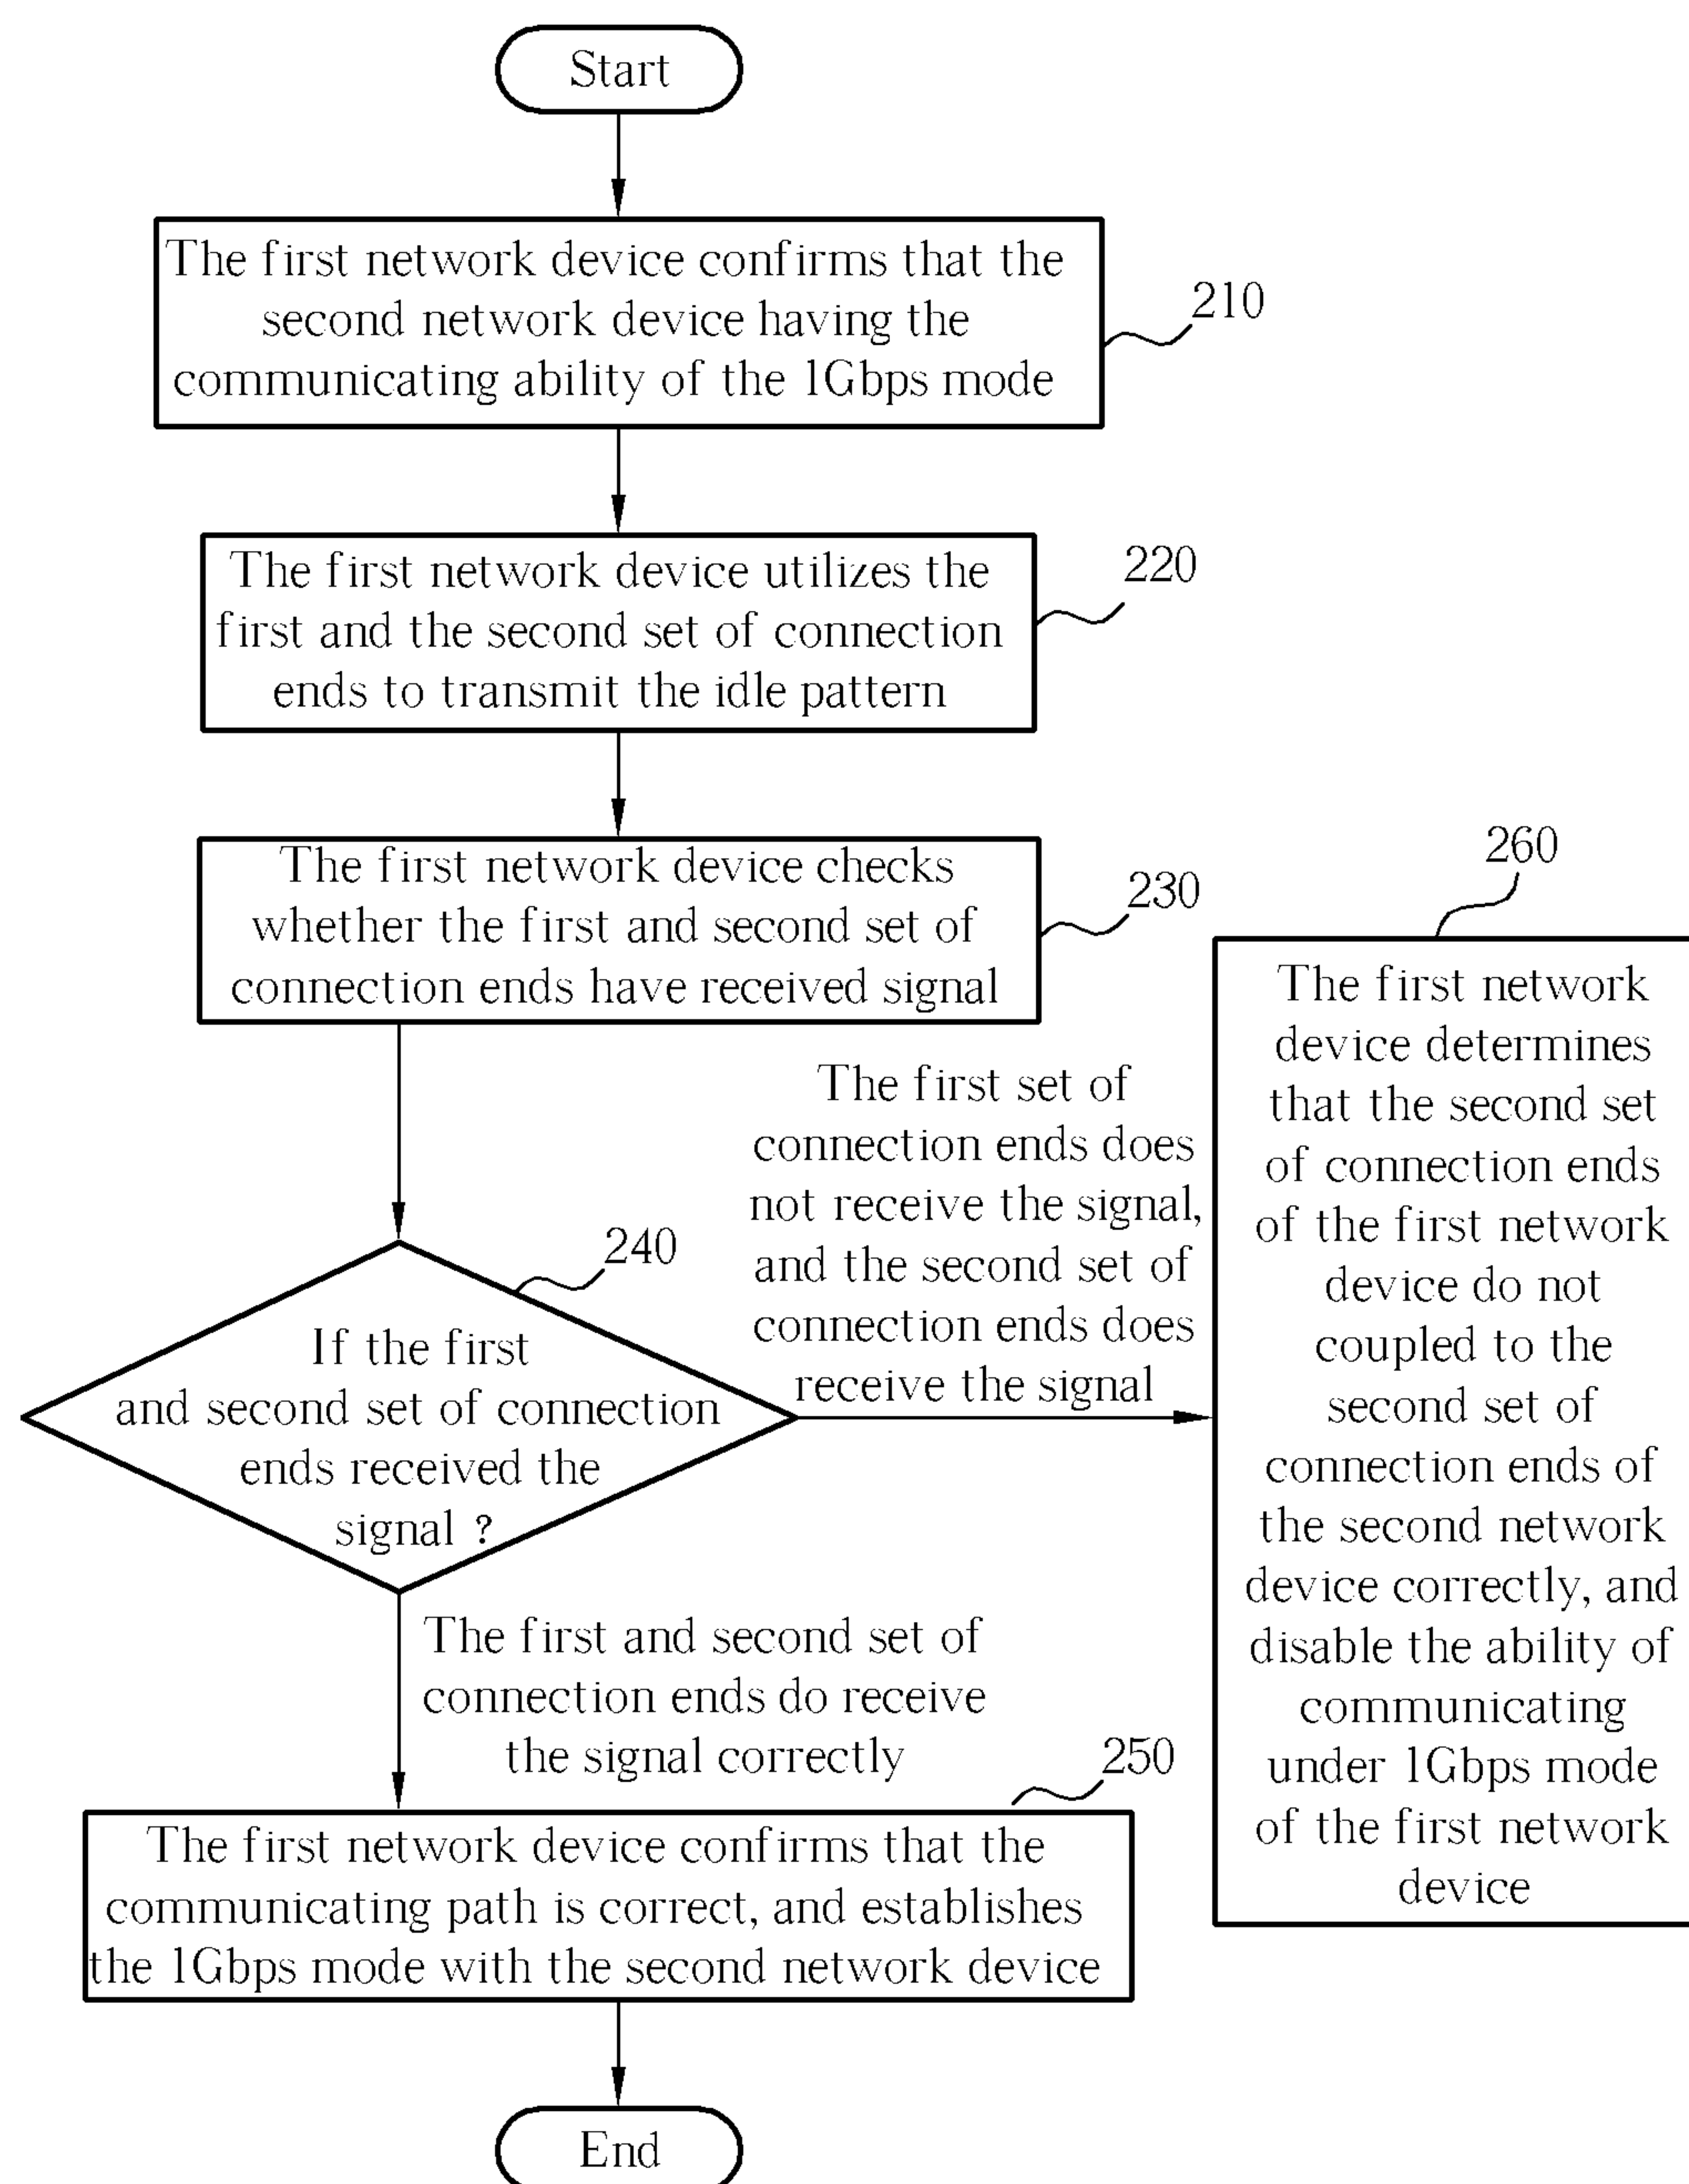 Start
The first network device confirms that the
second network device having the
communicating ability of the 1Gbps mode
210
The first network device utilizes the
first and the second set of connection
ends to transmit the idle pattern
220
The first network device checks
whether the first and second set of
connection ends have received signal
230
If the first
and second set of connection
ends received the
signal ?
240
The first set of
connection ends does
not receive the signal,
and the second set of
connection ends does
receive the signal
260
The first network
device determines
that the second set
of connection ends
of the first network
device do not
coupled to the
second set of
connection ends of
the second network
device correctly, and
disable the ability of
communicating
under 1Gbps mode
of the first network
device
The first and second set of
connection ends do receive
the signal correctly
250
The first network device confirms that the
communicating path is correct, and establishes
the 1Gbps mode with the second network device
End